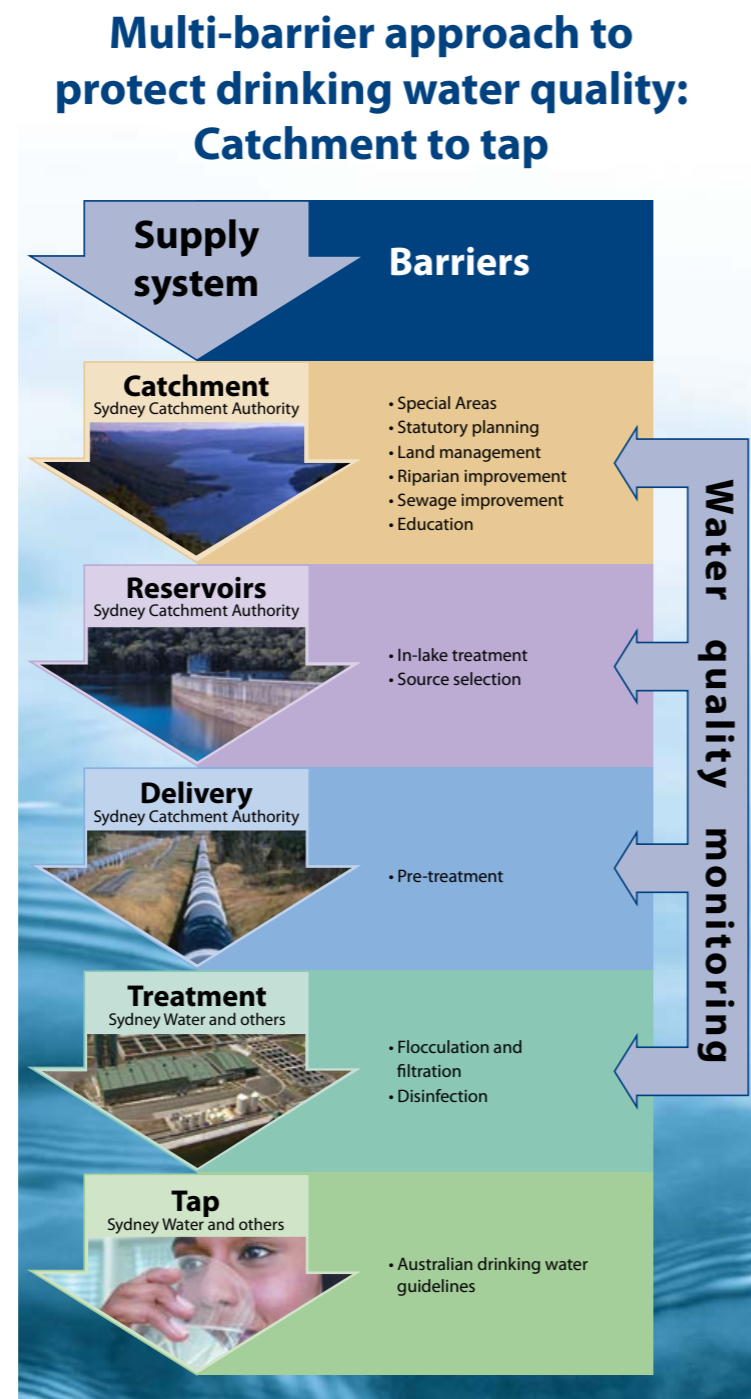 Multi-barrier approach to
protect drinking water quality:
Catchment to tap
Supply
system
Barriers
Catchment
Sydney Catchment Authority
• Special Areas
• Statutory planning
• Land management
• Riparian improvement
• Sewage improvement
• Education
Reservoirs
Sydney Catchment Authority
• In-lake treatment
• Source selection
Delivery
Sydney Catchment Authority
• Pre-treatment
Treatment
Sydney Water and others
• Flocculation and
filtration
• Disinfection
Tap
Sydney Water and others
• Australian drinking water
guidelines
Water quality monitoring